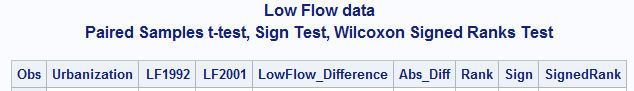 Low Flow data
Paired Samples t-test, Sign Test, Wilcoxon Signed Ranks Test
Obs Urbanization LF1992 LF2001 LowFlow_Difference Abs_Diff Rank Sign SignedRank